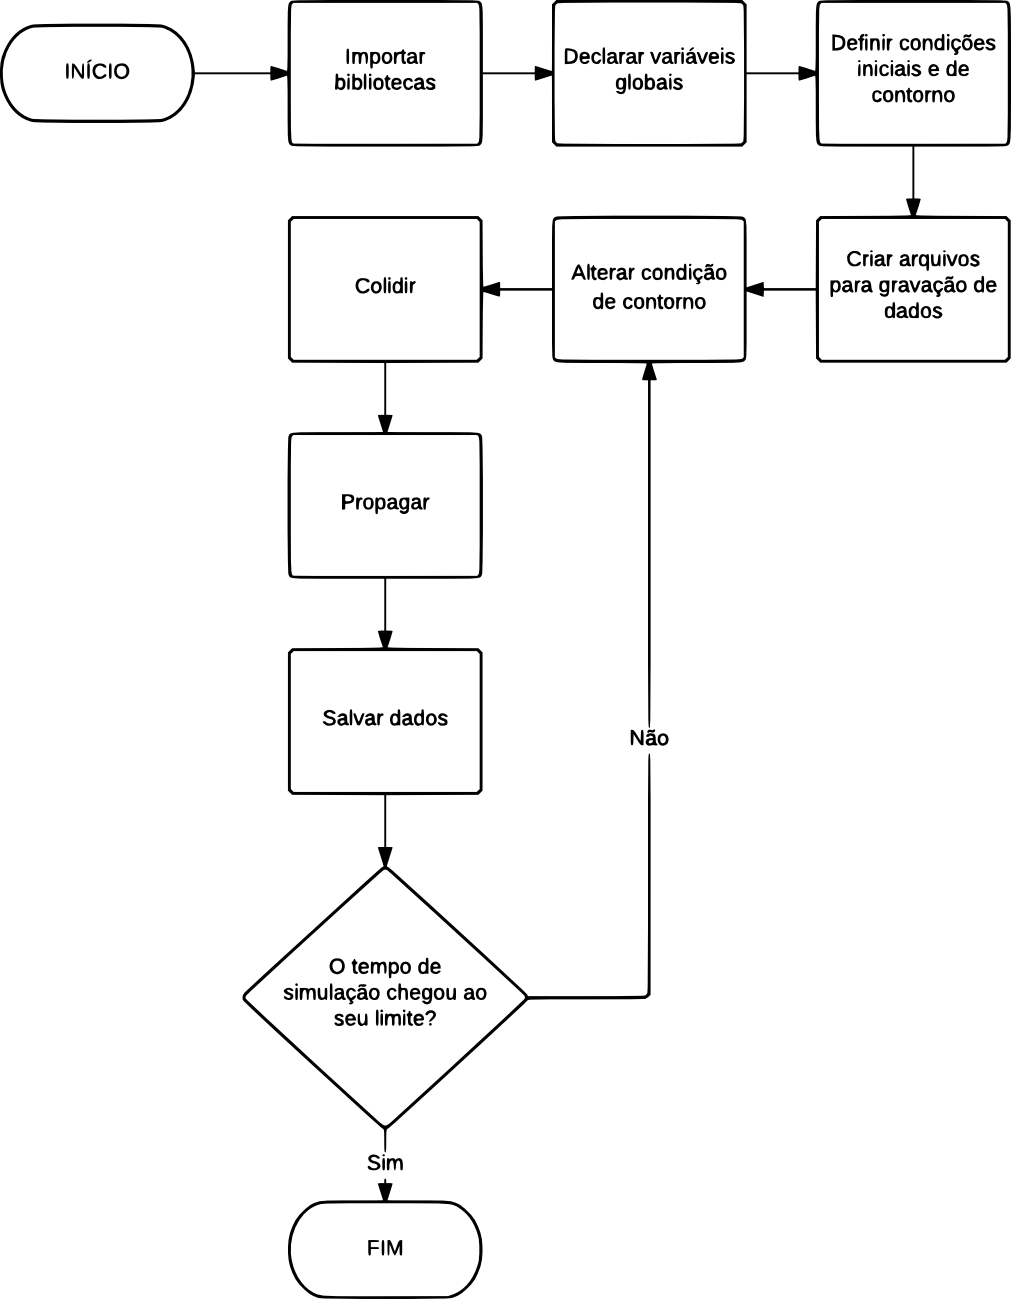 INÍCIO
Importar
bibliotecas
Declarar variáveis
globais
Definir condições
iniciais e de
contorno
Criar arquivos
para gravação de
dados
Alterar condição
de contorno
Colidir
Propagar
Salvar dados
O tempo de
simulação chegou ao
seu limite?
Não
Sim
FIM